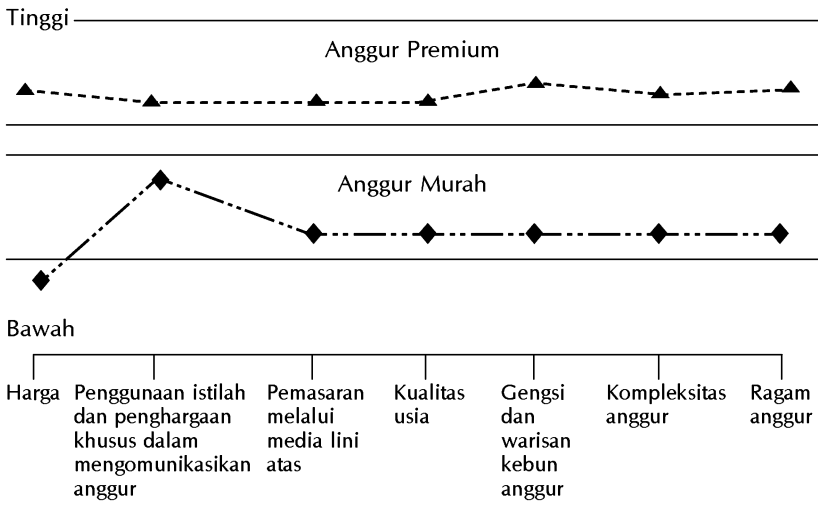 Tinggi
Anggur Premium
Anggur Murah
Bawah
Harga
Penggunaan istilah
dan penghargaan
khusus dalam
mengomunikasikan
anggur
Pemasaran
melalui
media lini
atas
Kualitas
usia
Gengsi
dan
warisan
kebun
anggur
Kompleksitas
anggur
Ragam
anggur